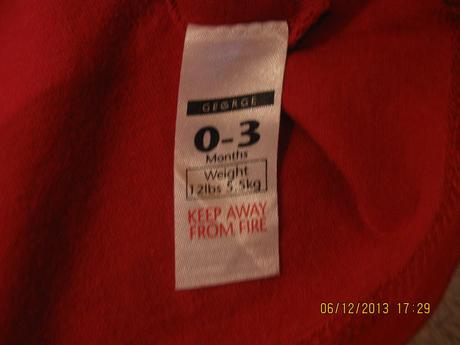 GEORGE
0-3
Months
Weight
12lbs 5.5kg
KEEP AWAY
FROM FIRE
06/12/2013 17:29